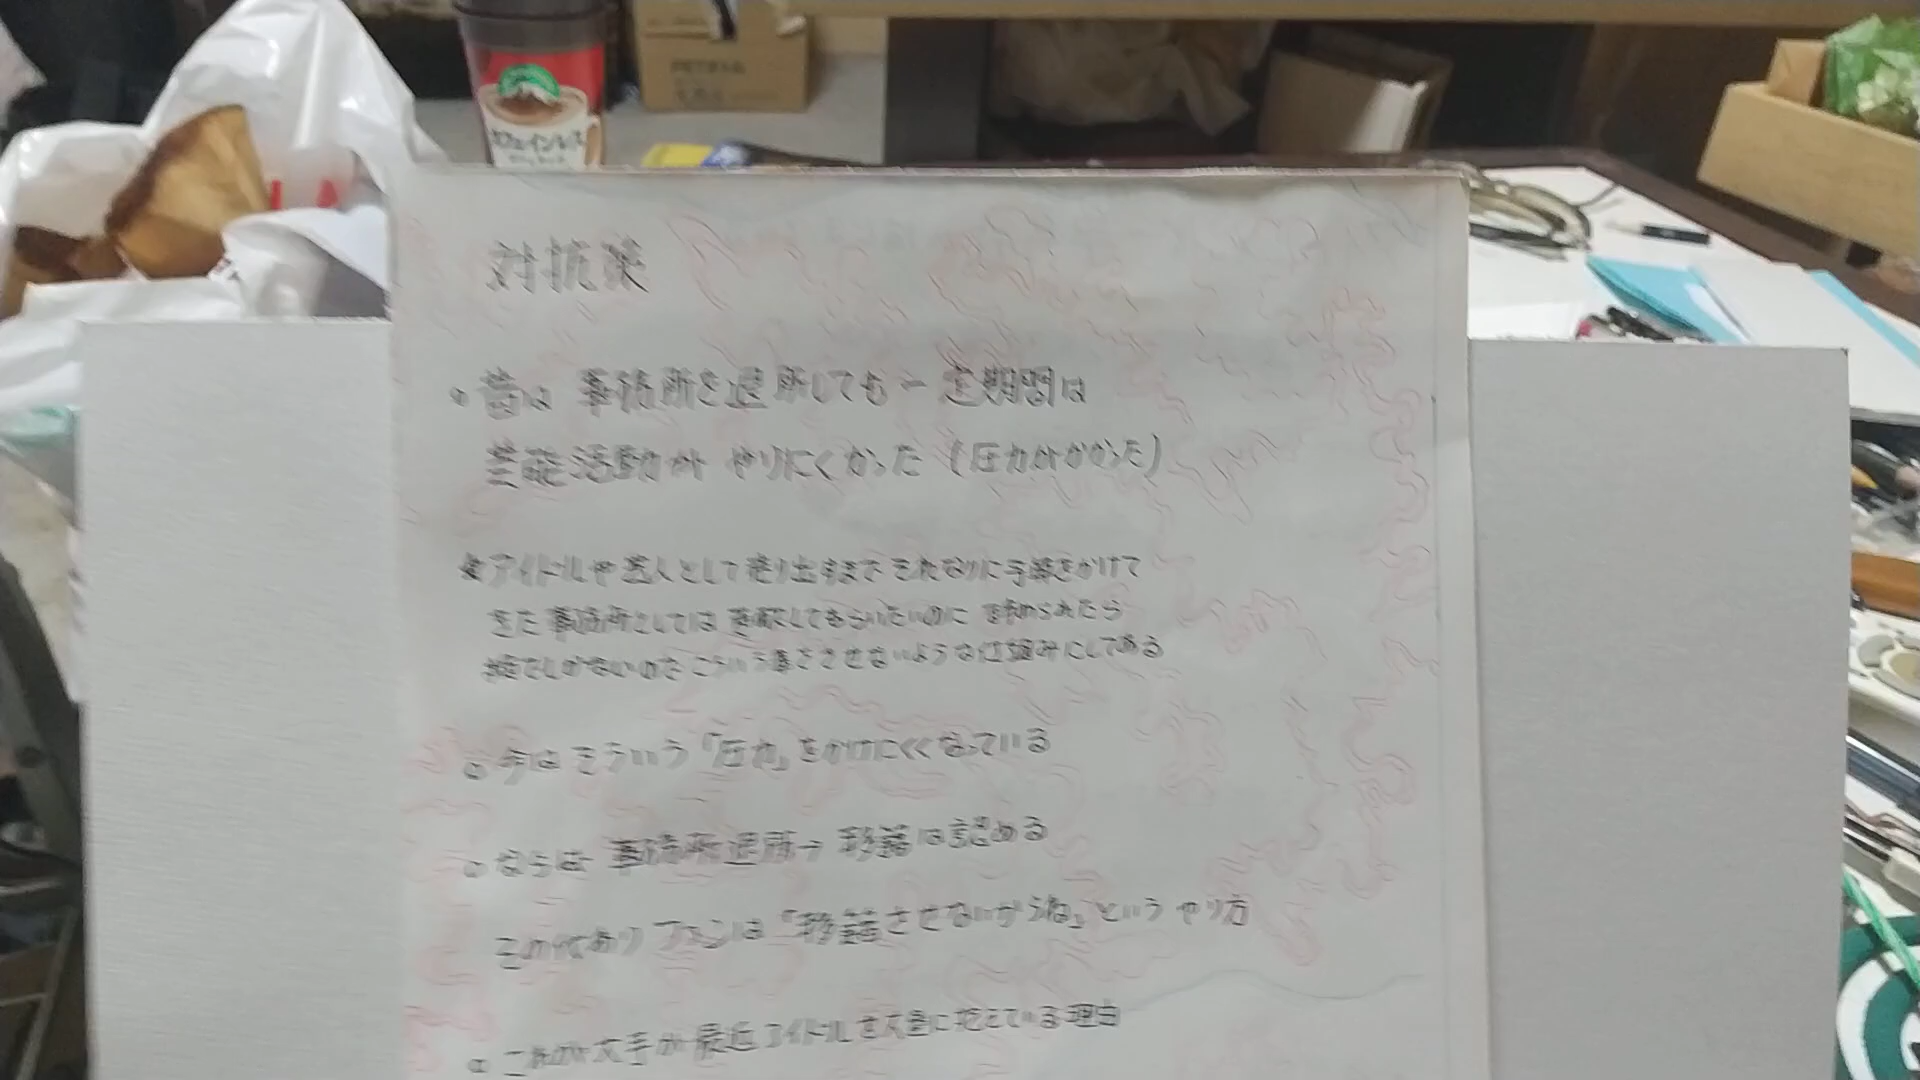 カフェインレス
対抗策
昔は 事務所を退所しても一定期間は
芸能活動が やりにくかった (圧力がかかった)
アイドルや芸人として売り出すまで それなりに手塩をかけて
きた事務所としては 貢献してもらいたいのに 辞められたら
損でしかないので こういう事をさせないような仕組みにしてある
今はそういう「圧力」をかけにくくなっている
ならば 事務所退所→移籍は認める
この代わり ファンは「移籍させないからね」という やり方
これが大手が最近アイドルを大量に抱えている理由